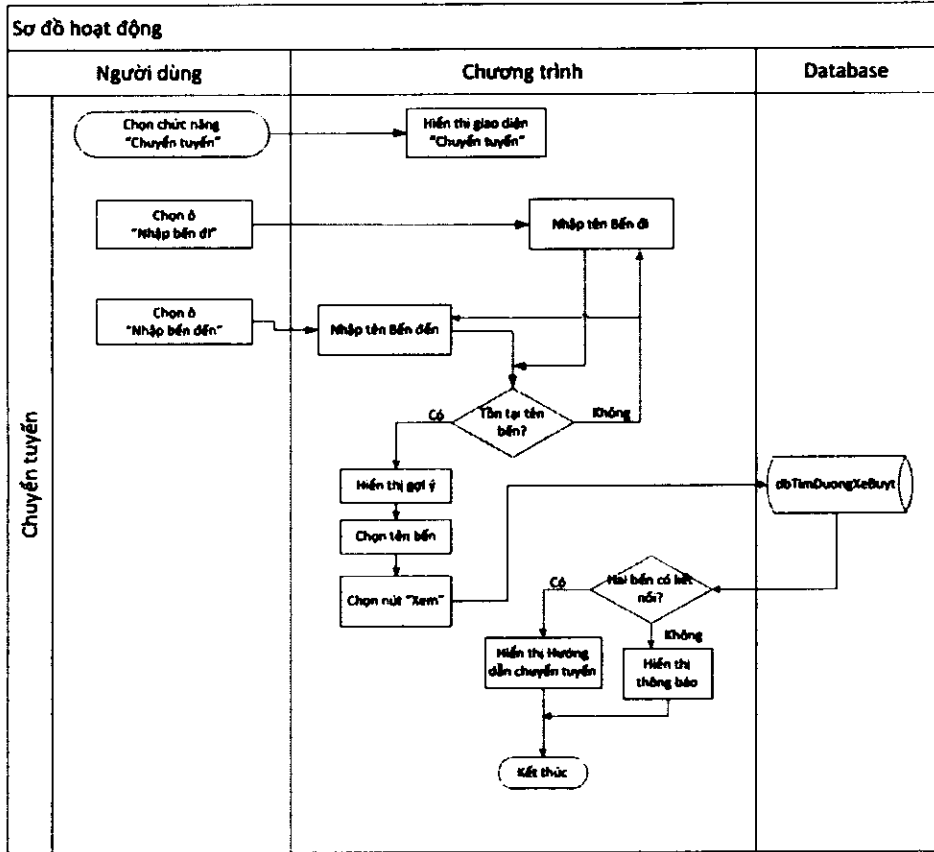 Sơ đồ hoạt động
Người dùng
Chương trình
Database
Chuyển tuyến
Chọn chức năng
"Chuyển tuyến"
Hiển thị giao diện
"Chuyển tuyến"
Chọn ô
"Nhập bến đi"
Nhập tên Bến đi
Chọn ô
"Nhập bến đến"
Nhập tên Bến đến
Có
Tồn tại tên
bến?
Không
Hiển thị gợi ý
dbTimDuongXeBuyt
Chọn tên bến
Chọn nút "Xem"
Có
Hai bến có kết
nối?
Không
Hiển thị Hướng
dẫn chuyển tuyến
Hiển thị
thông báo
Kết thúc